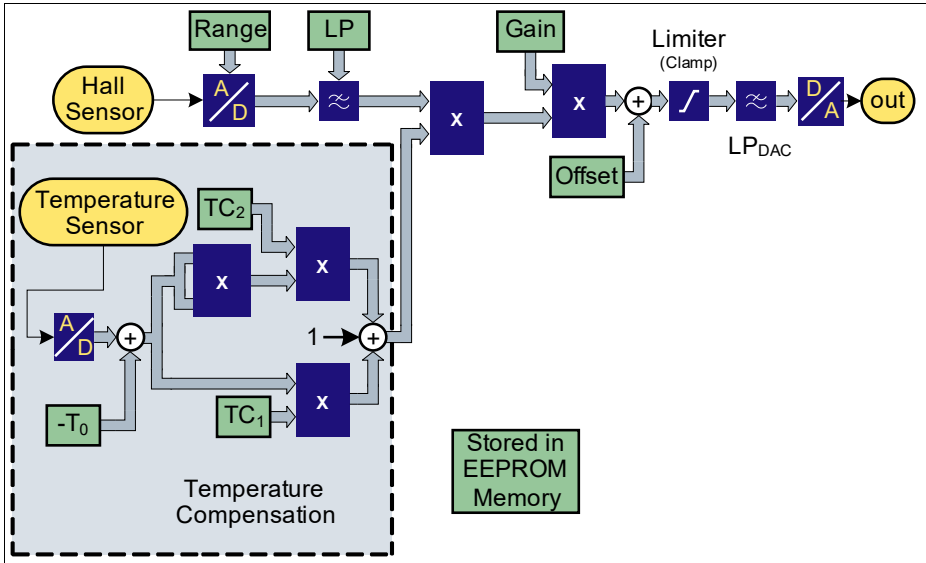 Range
LP
Gain
Limiter
(Clamp)
Hall
Sensor
A
D
≈
x
x
+
≈
D
A
out
LP_DAC
Offset
Temperature
Sensor
TC₂
x
x
A
D
+
1
+
x
-T₀
TC₁
Temperature
Compensation
Stored in
EEPROM
Memory